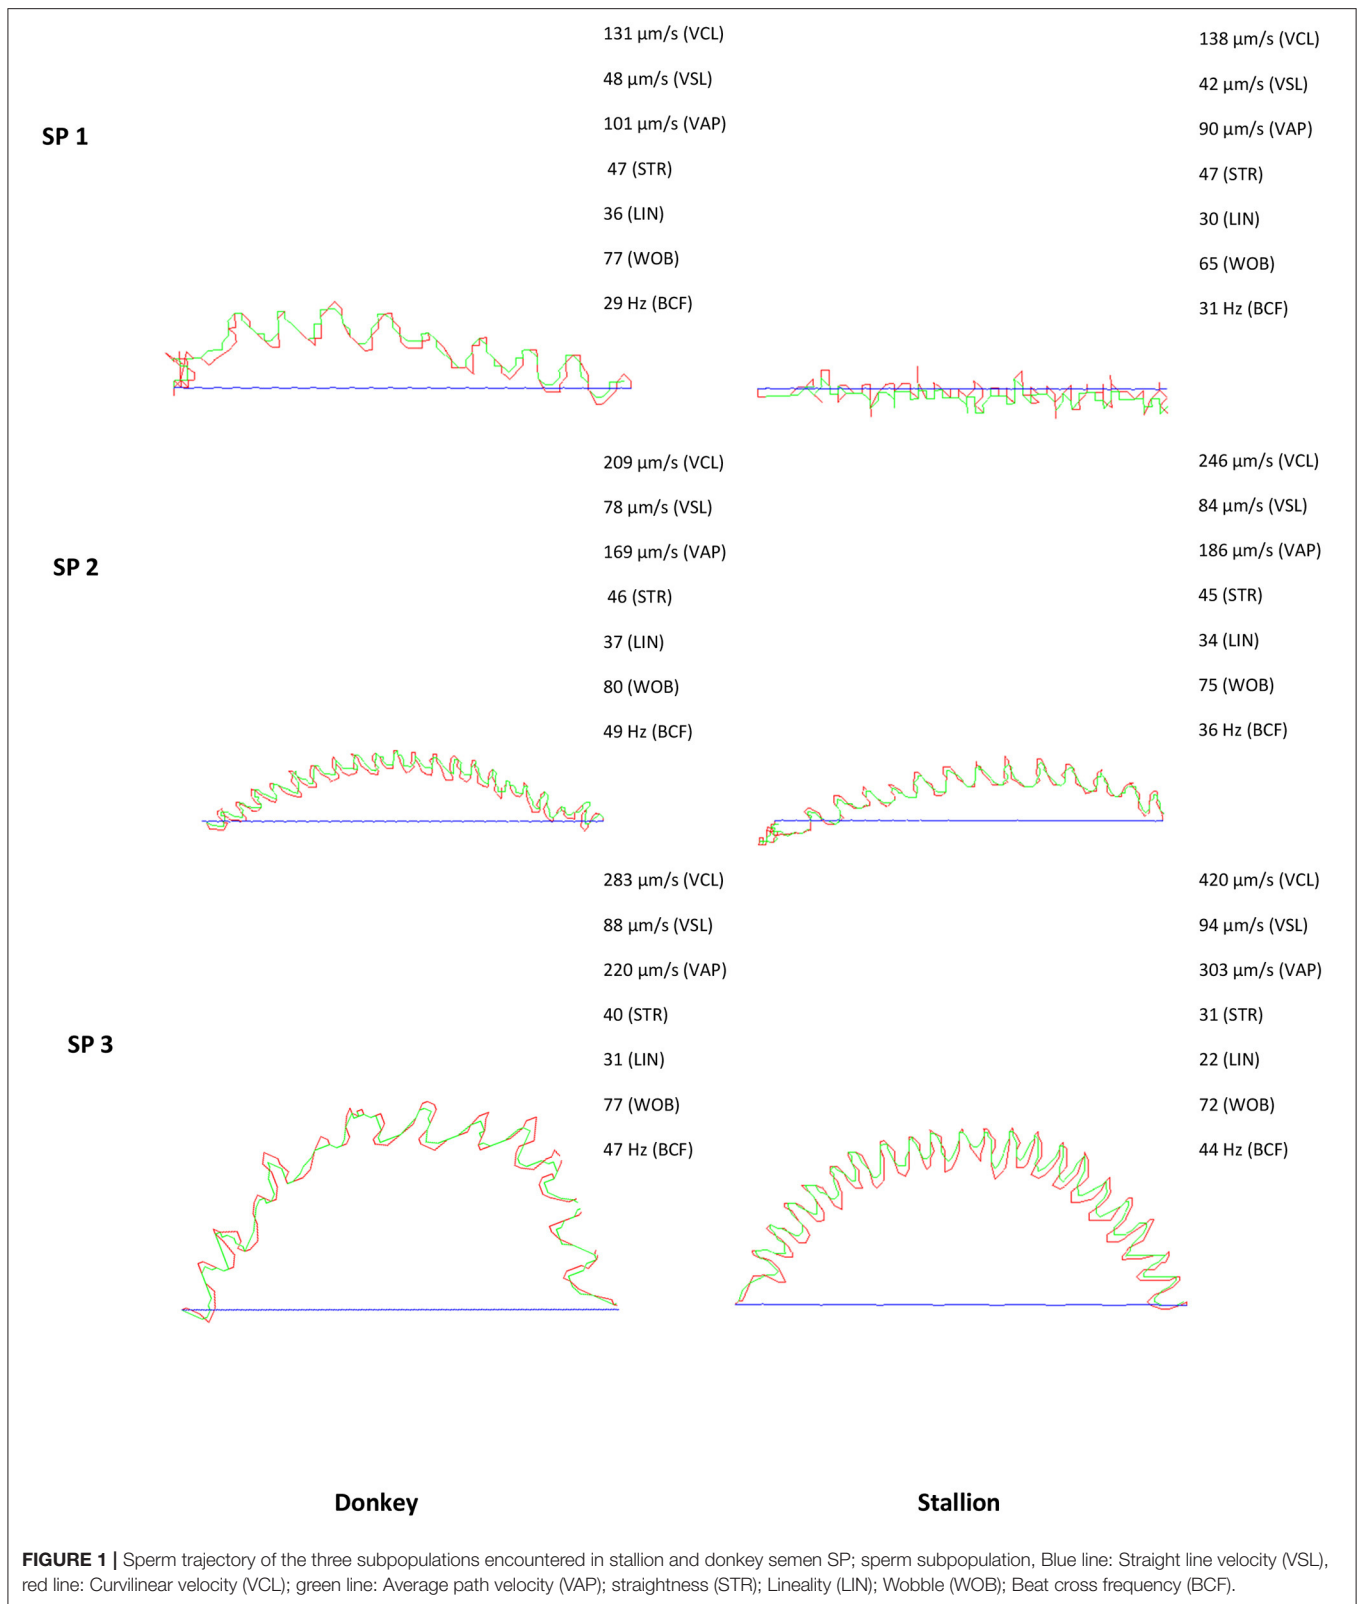 131 µm/s (VCL)
48 µm/s (VSL)
101 µm/s (VAP)
47 (STR)
36 (LIN)
77 (WOB)
29 Hz (BCF)
138 µm/s (VCL)
42 µm/s (VSL)
90 µm/s (VAP)
47 (STR)
30 (LIN)
65 (WOB)
31 Hz (BCF)
SP 1
209 µm/s (VCL)
78 µm/s (VSL)
169 µm/s (VAP)
46 (STR)
37 (LIN)
80 (WOB)
49 Hz (BCF)
246 µm/s (VCL)
84 µm/s (VSL)
186 µm/s (VAP)
45 (STR)
34 (LIN)
75 (WOB)
36 Hz (BCF)
SP 2
283 µm/s (VCL)
88 µm/s (VSL)
220 µm/s (VAP)
40 (STR)
31 (LIN)
77 (WOB)
47 Hz (BCF)
420 µm/s (VCL)
94 µm/s (VSL)
303 µm/s (VAP)
31 (STR)
22 (LIN)
72 (WOB)
44 Hz (BCF)
SP 3
Donkey
Stallion
FIGURE 1 | Sperm trajectory of the three subpopulations encountered in stallion and donkey semen SP; sperm subpopulation, Blue line: Straight line velocity (VSL),
red line: Curvilinear velocity (VCL); green line: Average path velocity (VAP); straightness (STR); Lineality (LIN); Wobble (WOB); Beat cross frequency (BCF).